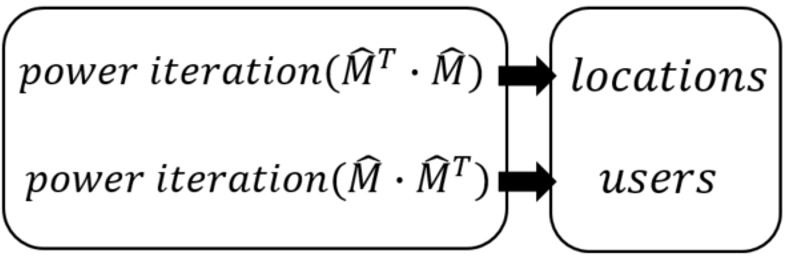 power iteration(M̂ᵀ · M̂) locations
power iteration(M̂ · M̂ᵀ) users